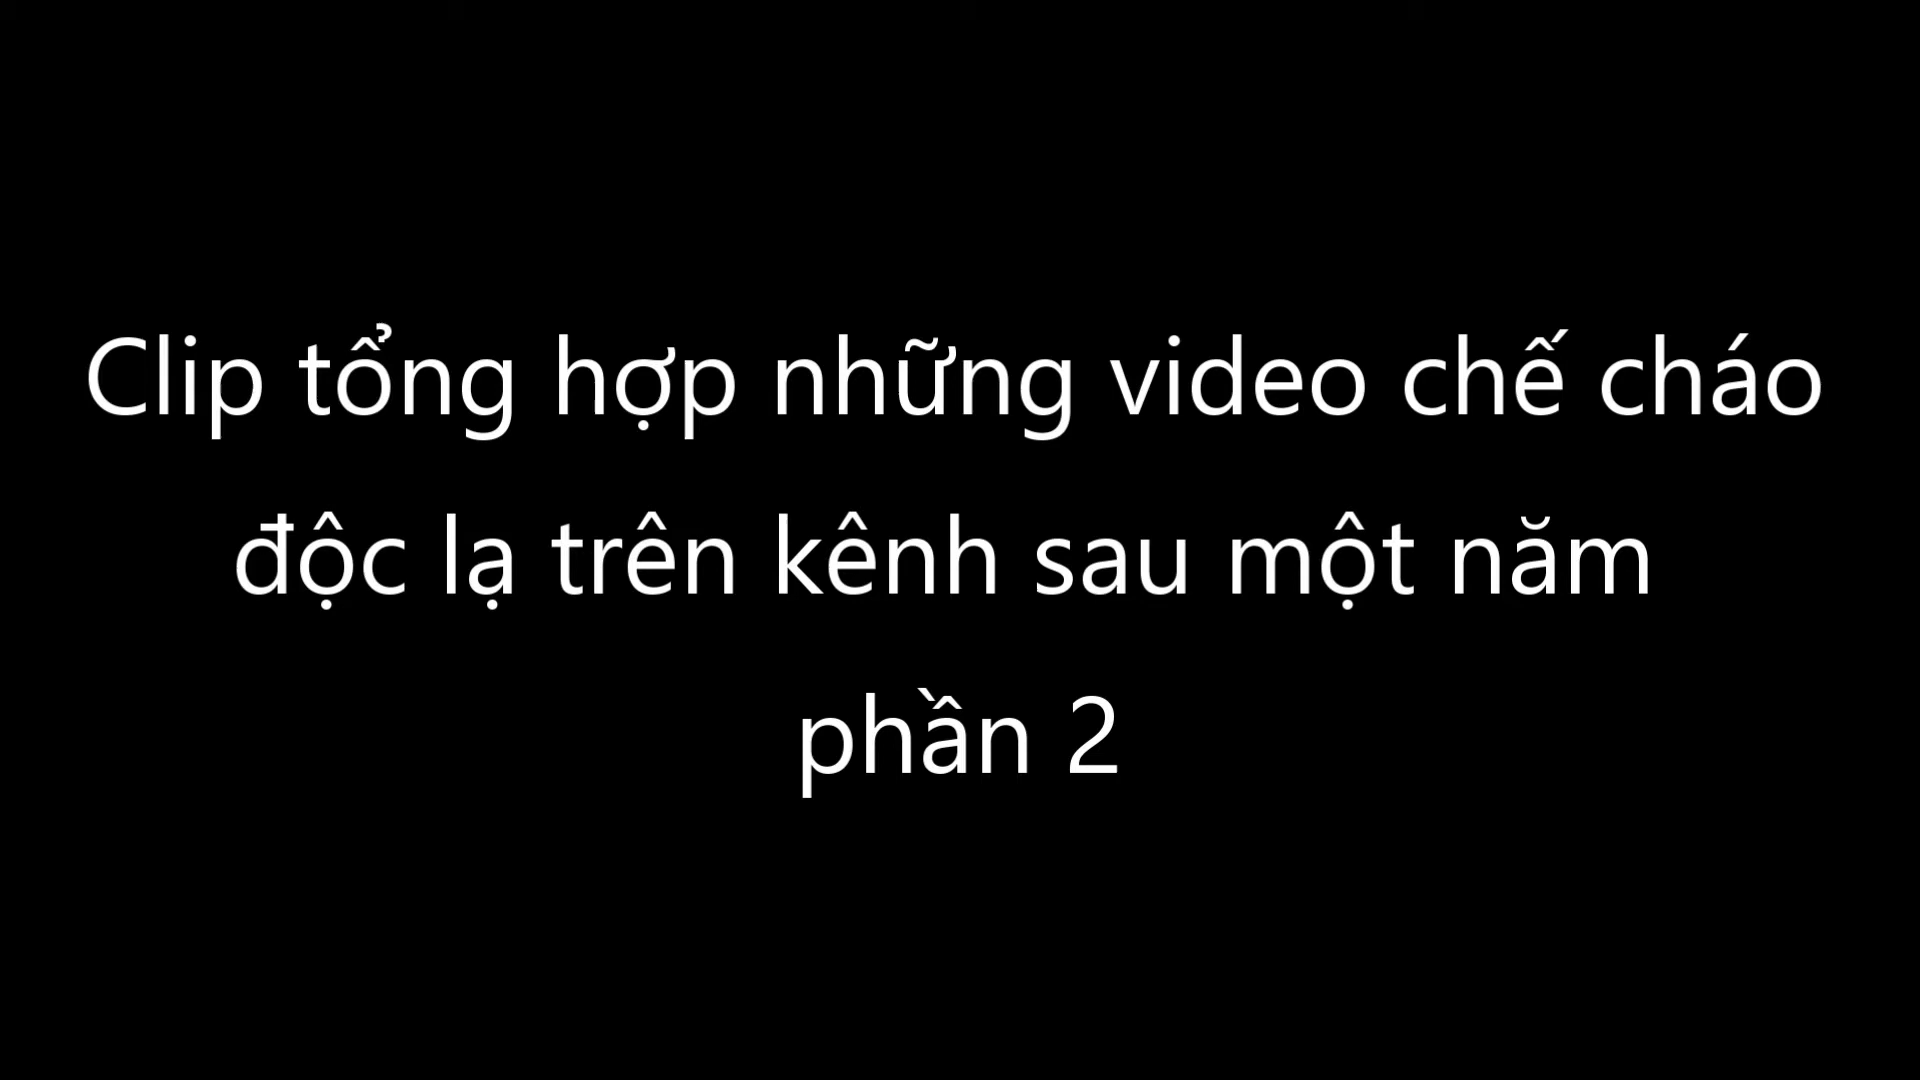 Clip tổng hợp những video chế cháo
độc lạ trên kênh sau một năm
phần 2